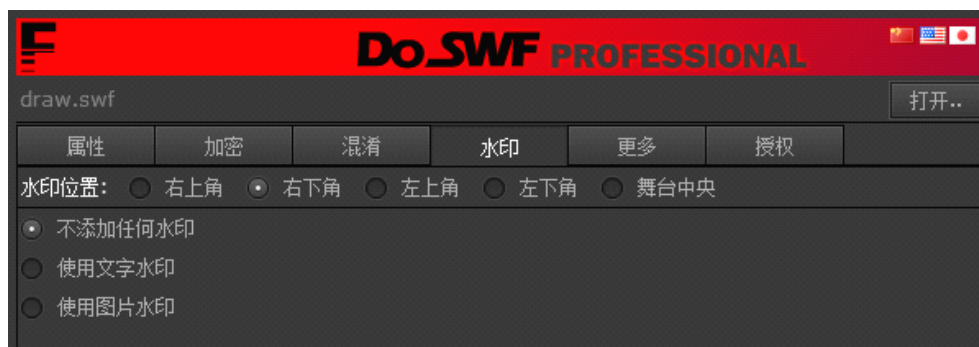 Do SWF PROFESSIONAL
draw.swf 打开..
属性 加密 混淆 水印 更多 授权
水印位置: 右上角 右下角 左上角 左下角 舞台中央
不添加任何水印
使用文字水印
使用图片水印